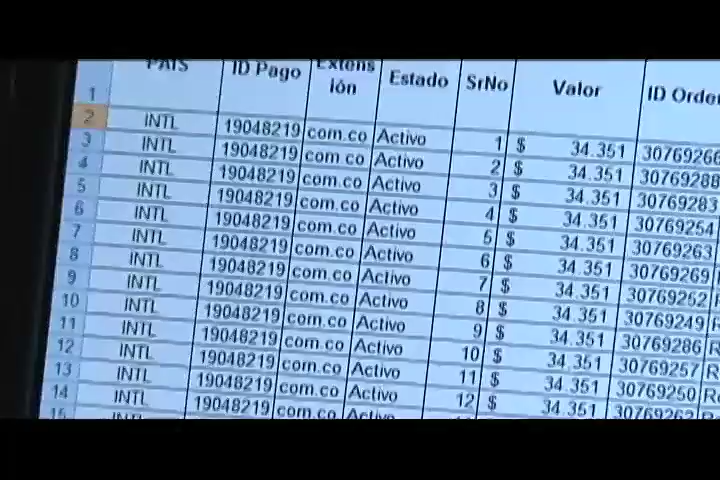 PAIS ID Pago Extens ión Estado SrNo Valor ID Orde
1
2 INTL 19048219 com.co Activo 1 $ 34.351 30769266
3 INTL 19048219 com.co Activo 2 $ 34.351 30769288
4 INTL 19048219 com.co Activo 3 $ 34.351 30769283
5 INTL 19048219 com.co Activo 4 $ 34.351 30769254
6 INTL 19048219 com.co Activo 5 $ 34.351 30769263
7 INTL 19048219 com.co Activo 6 $ 34.351 30769269
8 INTL 19048219 com.co Activo 7 $ 34.351 30769252
9 INTL 19048219 com.co Activo 8 $ 34.351 30769249
10 INTL 19048219 com.co Activo 9 $ 34.351 30769286
11 INTL 19048219 com.co Activo 10 $ 34.351 30769257
12 INTL 19048219 com.co Activo 11 $ 34.351 30769250
13 INTL 19048219 com.co Activo 12 $ 34.351 30769262
14 INTL 19048219 com.co Activo
15